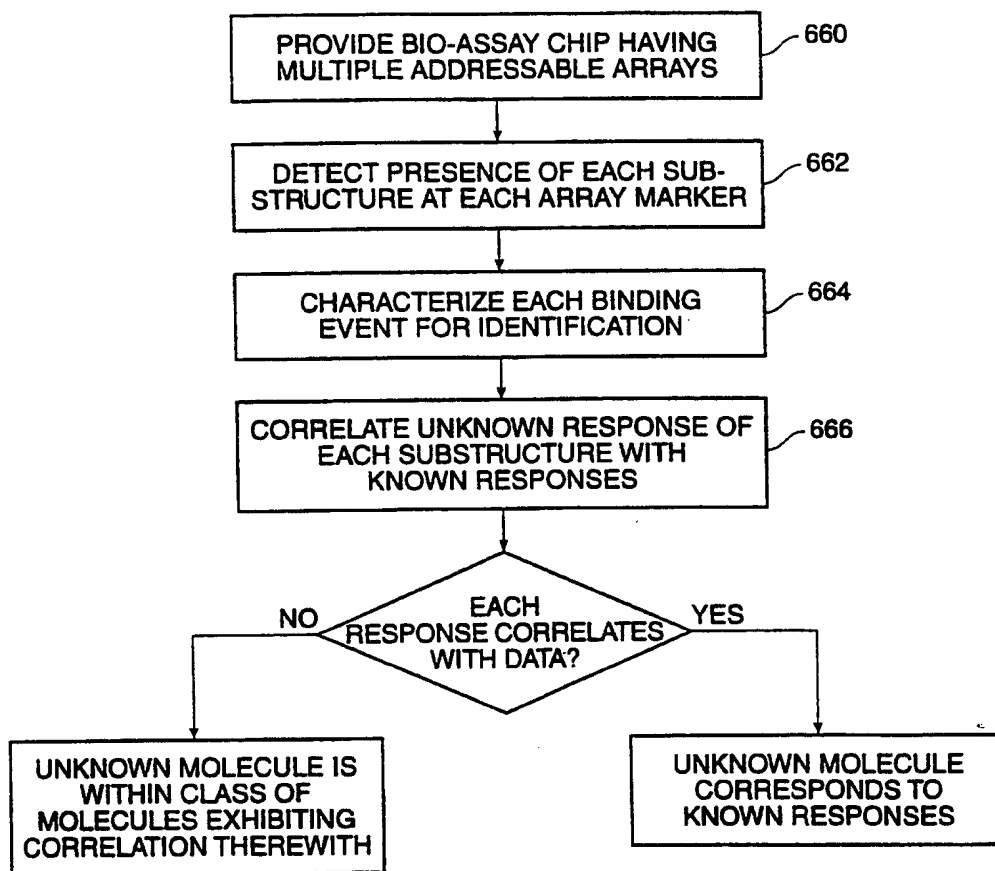 PROVIDE BIO-ASSAY CHIP HAVING
MULTIPLE ADDRESSABLE ARRAYS
660
DETECT PRESENCE OF EACH SUB-
STRUCTURE AT EACH ARRAY MARKER
662
CHARACTERIZE EACH BINDING
EVENT FOR IDENTIFICATION
664
CORRELATE UNKNOWN RESPONSE OF
EACH SUBSTRUCTURE WITH
KNOWN RESPONSES
666
EACH
RESPONSE CORRELATES
WITH DATA?
NO
YES
UNKNOWN MOLECULE IS
WITHIN CLASS OF
MOLECULES EXHIBITING
CORRELATION THEREWITH
UNKNOWN MOLECULE
CORRESPONDS TO
KNOWN RESPONSES